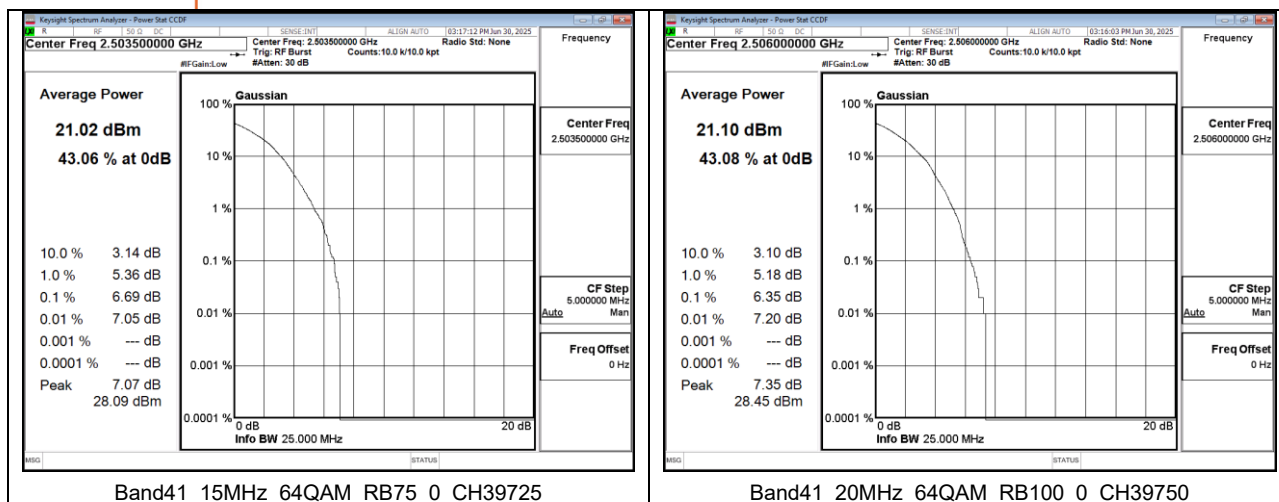 Keysight Spectrum Analyzer - Power Stat CCDF
R RF 50 Ω DC SENSE:INT ALIGN AUTO 03:17:12 PM Jun 30, 2025
Center Freq 2.503500000 GHz
Center Freq: 2.503500000 GHz Radio Std: None
Trig: RF Burst Counts:10.0 k/10.0 kpt
#IFGain:Low #Atten: 30 dB
Frequency
Average Power
21.02 dBm
43.06 % at 0dB
10.0 % 3.14 dB
1.0 % 5.36 dB
0.1 % 6.69 dB
0.01 % 7.05 dB
0.001 % --- dB
0.0001 % --- dB
Peak 7.07 dB
28.09 dBm
Gaussian
100 %
10 %
1 %
0.1 %
0.01 %
0.001 %
0.0001 %
0 dB 20 dB
Info BW 25.000 MHz
Center Freq
2.503500000 GHz
CF Step
5.000000 MHz
Auto Man
Freq Offset
0 Hz
MSG STATUS
Band41_15MHz_64QAM_RB75_0_CH39725
Keysight Spectrum Analyzer - Power Stat CCDF
R RF 50 Ω DC SENSE:INT ALIGN AUTO 03:16:03 PM Jun 30, 2025
Center Freq 2.506000000 GHz
Center Freq: 2.506000000 GHz Radio Std: None
Trig: RF Burst Counts:10.0 k/10.0 kpt
#IFGain:Low #Atten: 30 dB
Frequency
Average Power
21.10 dBm
43.08 % at 0dB
10.0 % 3.10 dB
1.0 % 5.18 dB
0.1 % 6.35 dB
0.01 % 7.20 dB
0.001 % --- dB
0.0001 % --- dB
Peak 7.35 dB
28.45 dBm
Gaussian
100 %
10 %
1 %
0.1 %
0.01 %
0.001 %
0.0001 %
0 dB 20 dB
Info BW 25.000 MHz
Center Freq
2.506000000 GHz
CF Step
5.000000 MHz
Auto Man
Freq Offset
0 Hz
MSG STATUS
Band41_20MHz_64QAM_RB100_0_CH39750